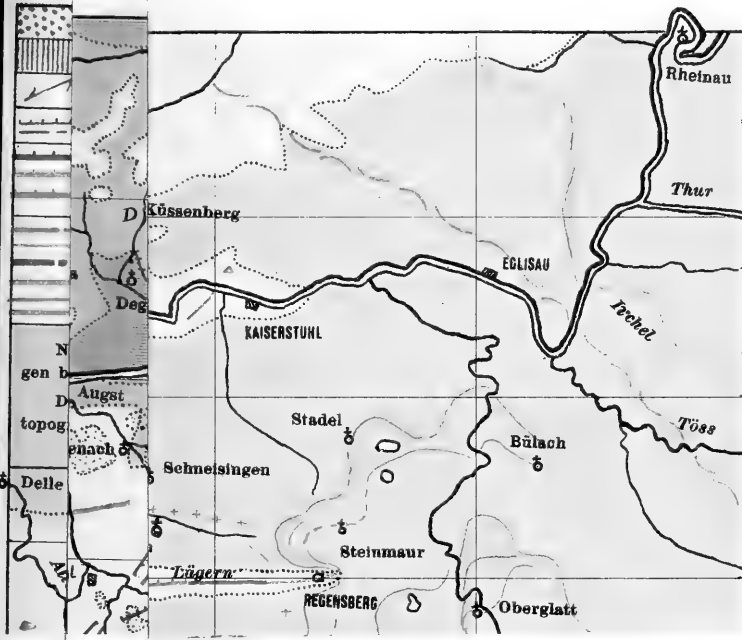 Rheinau
Thur
D Küssenberg
EGLISAU
Deg
Irchel
KAISERSTUHL
N
gen b
D Augst
topog
Stadel
Töss
enach
Bülach
Schneisingen
Delle
Steinmaur
Lägern
REGENSBERG
Oberglatt